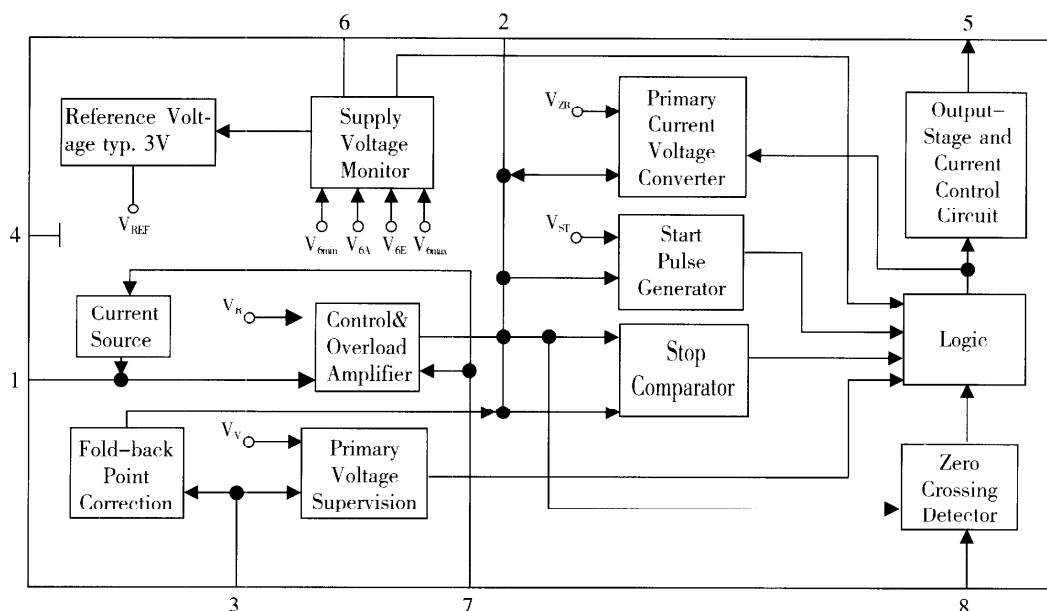 6
2
5
Reference Volt-
age typ. 3V
Supply
Voltage
Monitor
V_ZR
Primary
Current
Voltage
Converter
Output-
Stage and
Current
Control
Circuit
V_REF
V_6min
V_6A
V_6E
V_6max
4
V_ST
Start
Pulse
Generator
Current
Source
V_R
Control&
Overload
Amplifier
Stop
Comparator
Logic
1
Fold-back
Point
Correction
V_V
Primary
Voltage
Supervision
Zero
Crossing
Detector
3
7
8